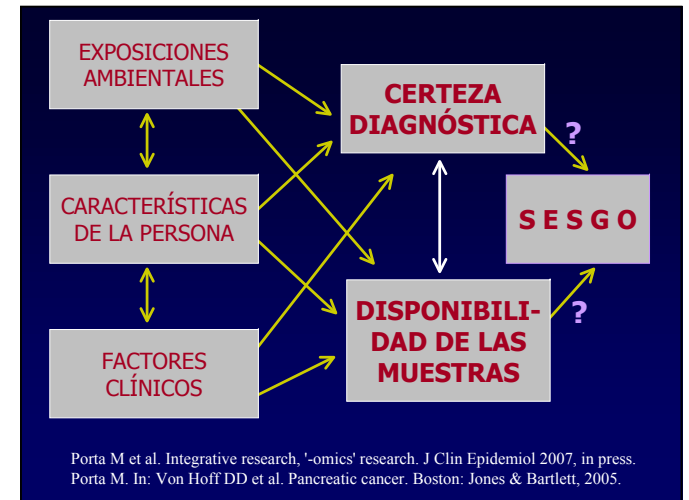 EXPOSICIONES
AMBIENTALES
CERTEZA
DIAGNÓSTICA
?
CARACTERÍSTICAS
DE LA PERSONA
S E S G O
DISPONIBILI-
DAD DE LAS
MUESTRAS
?
FACTORES
CLÍNICOS
Porta M et al. Integrative research, '-omics' research. J Clin Epidemiol 2007, in press.
Porta M. In: Von Hoff DD et al. Pancreatic cancer. Boston: Jones & Bartlett, 2005.